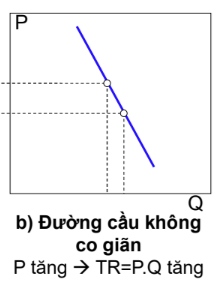 P
Q
b) Đường cầu không
co giãn
P tăng → TR=P.Q tăng